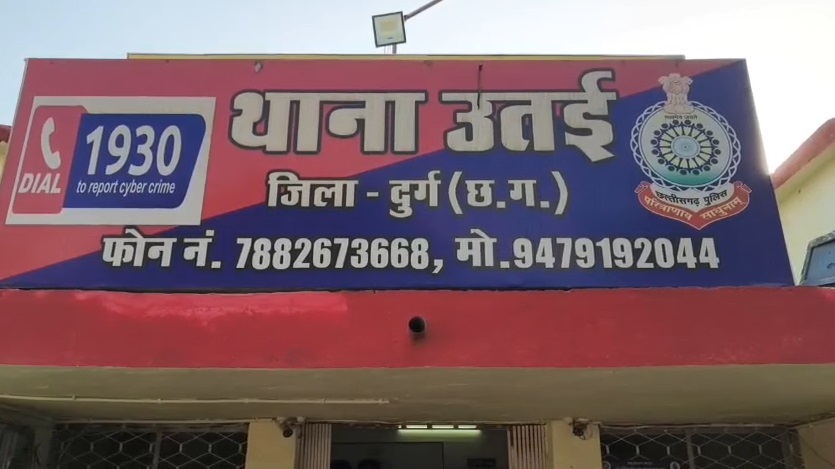 थाना उतई
जिला - दुर्ग (छ.ग.)
फोन नं. 7882673668, मो.9479192044
DIAL
1930
to report cyber crime
छत्तीसगढ़ पुलिस
परित्राणाय साधुनाम